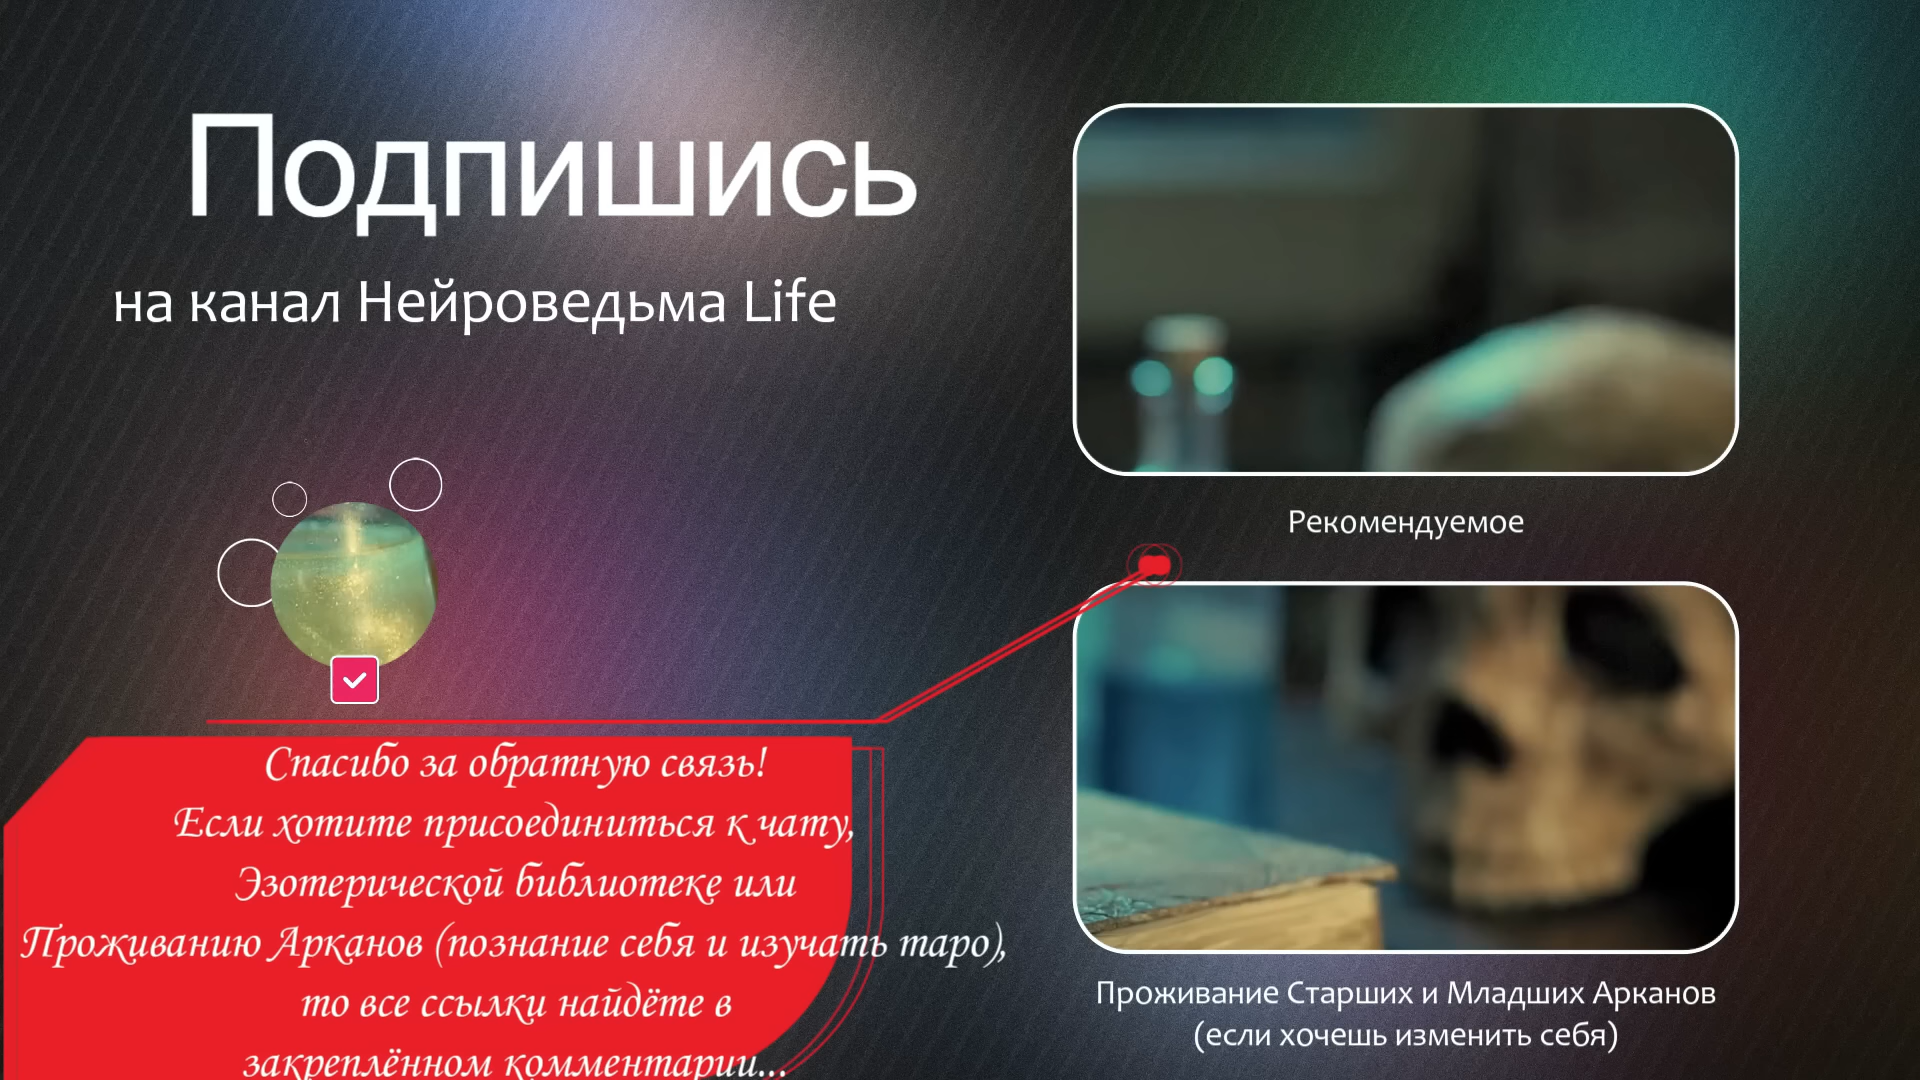 Подпишись
на канал Нейроведьма Life
Рекомендуемое
Спасибо за обратную связь!
Если хотите присоединиться к чату,
Эзотерической библиотеке или
Проживанию Арканов (познание себя и изучать таро),
то все ссылки найдёте в
закреплённом комментарии...
Проживание Старших и Младших Арканов
(если хочешь изменить себя)